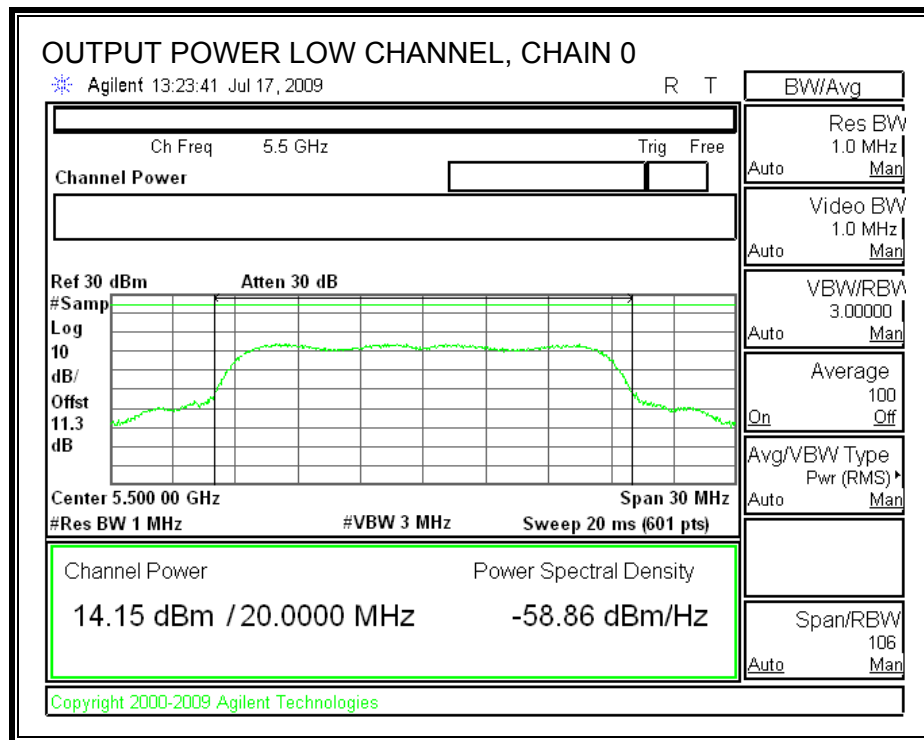 OUTPUT POWER LOW CHANNEL, CHAIN 0
Agilent 13:23:41 Jul 17, 2009
R T
Ch Freq 5.5 GHz
Trig Free
Channel Power
Ref 30 dBm
Atten 30 dB
#Samp
Log
10
dB/
Offst
11.3
dB
Center 5.500 00 GHz
Span 30 MHz
#Res BW 1 MHz
#VBW 3 MHz
Sweep 20 ms (601 pts)
Channel Power
Power Spectral Density
14.15 dBm / 20.0000 MHz
-58.86 dBm/Hz
Copyright 2000-2009 Agilent Technologies
BW/Avg
Res BW
1.0 MHz
Auto Man
Video BW
1.0 MHz
Auto Man
VBW/RBW
3.00000
Auto Man
Average
100
On Off
Avg/VBW Type
Pwr (RMS)
Auto Man
Span/RBW
106
Auto Man